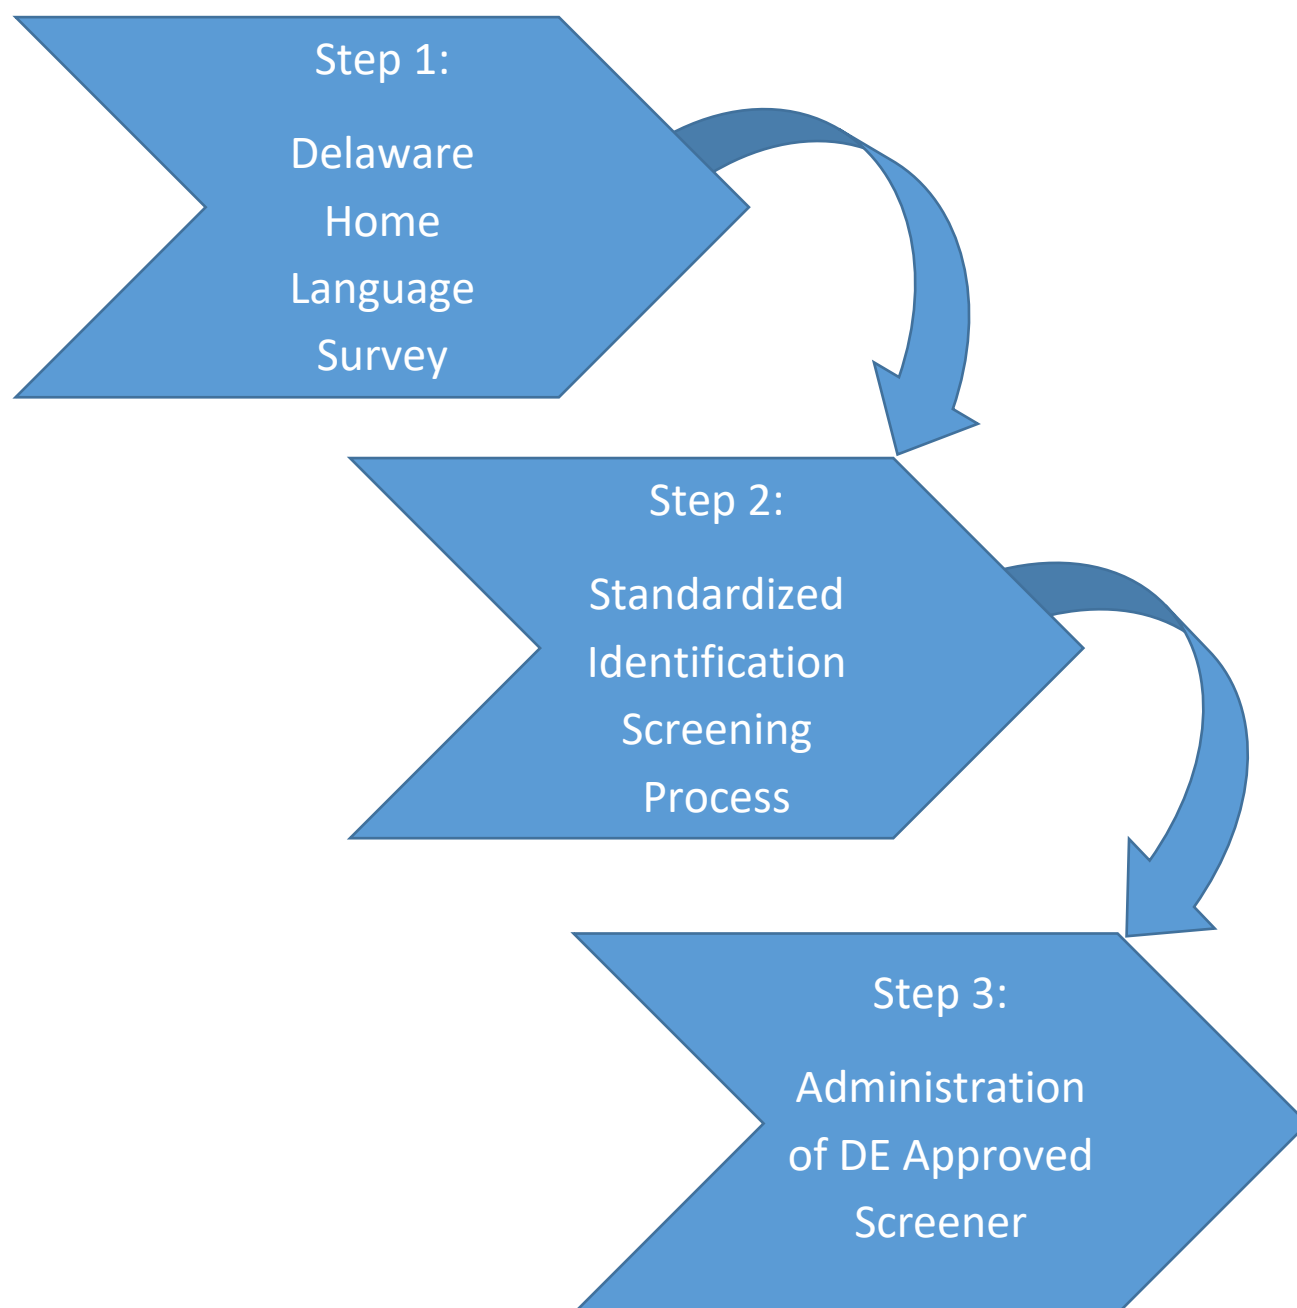 Step 1:
Delaware
Home
Language
Survey
Step 2:
Standardized
Identification
Screening
Process
Step 3:
Administration
of DE Approved
Screener